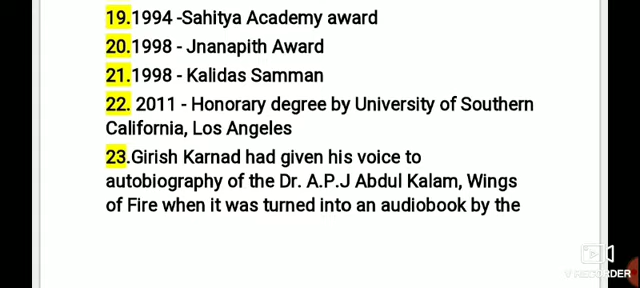 19.1994 -Sahitya Academy award
20.1998 - Jnanapith Award
21.1998 - Kalidas Samman
22. 2011 - Honorary degree by University of Southern
California, Los Angeles
23.Girish Karnad had given his voice to
autobiography of the Dr. A.P.J Abdul Kalam, Wings
of Fire when it was turned into an audiobook by the
V RECORDER